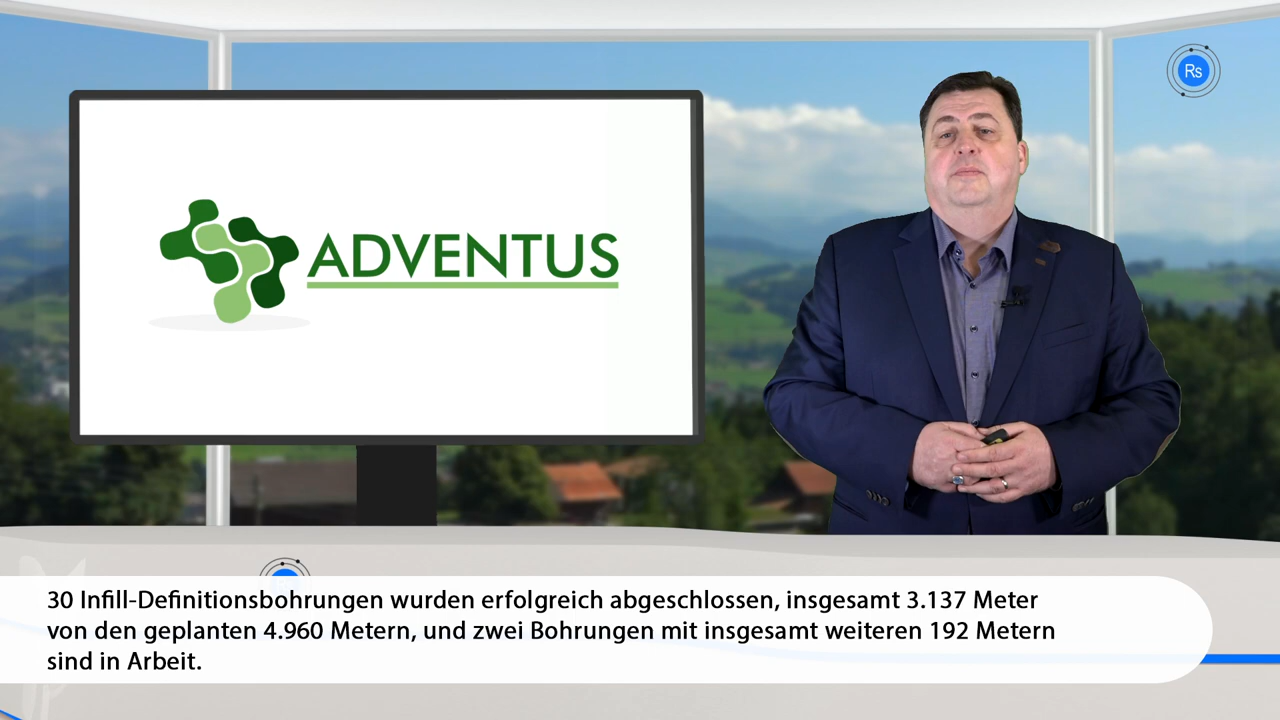 Rs
ADVENTUS
30 Infill-Definitionsbohrungen wurden erfolgreich abgeschlossen, insgesamt 3.137 Meter
von den geplanten 4.960 Metern, und zwei Bohrungen mit insgesamt weiteren 192 Metern
sind in Arbeit.